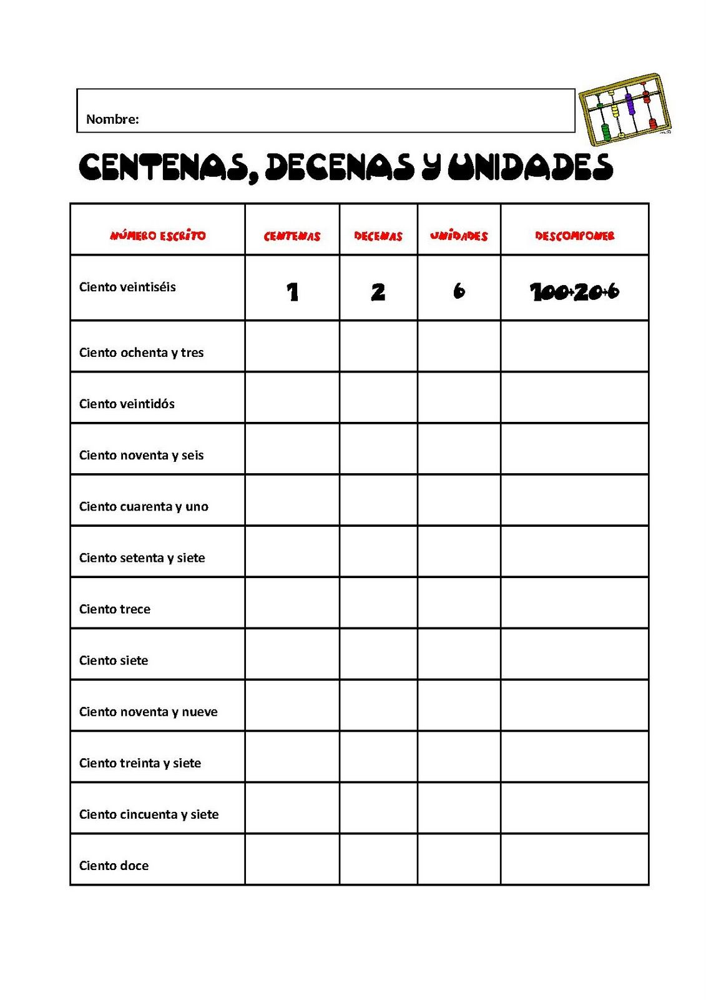 Nombre:
CENTENAS, DECENAS Y UNIDADES
NÚMERO ESCRITO CENTENAS DECENAS UNIDADES DESCOMPONER
Ciento veintiséis 1 2 6 100+20+6
Ciento ochenta y tres
Ciento veintidós
Ciento noventa y seis
Ciento cuarenta y uno
Ciento setenta y siete
Ciento trece
Ciento siete
Ciento noventa y nueve
Ciento treinta y siete
Ciento cincuenta y siete
Ciento doce